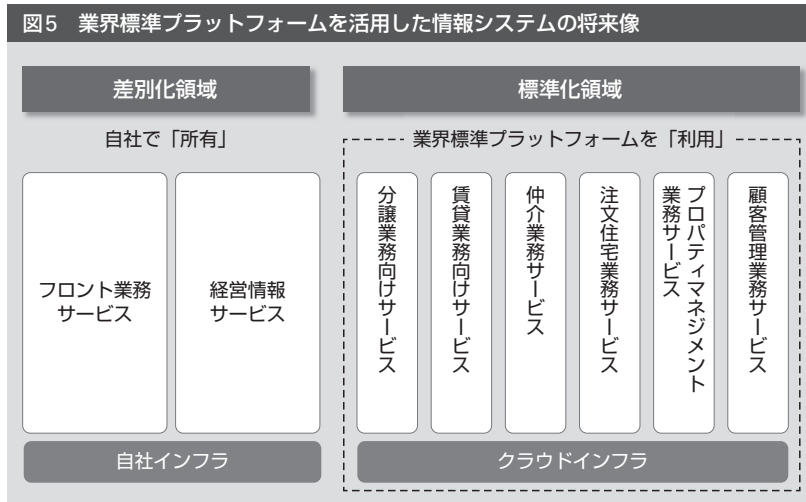 図5 業界標準プラットフォームを活用した情報システムの将来像
差別化領域
自社で「所有」
フロント業務
サービス
経営情報
サービス
自社インフラ
標準化領域
業界標準プラットフォームを「利用」
分譲業務向けサービス
賃貸業務向けサービス
仲介業務サービス
注文住宅業務サービス
プロパティマネジメント
業務サービス
顧客管理業務サービス
クラウドインフラ